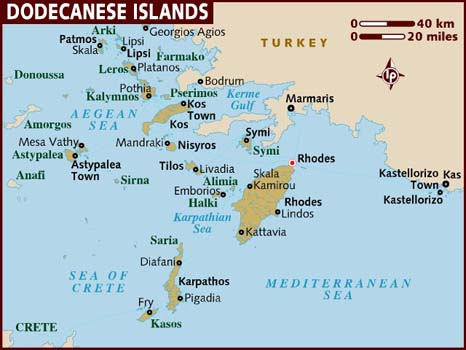 DODECANESE ISLANDS
0 40 km
0 20 miles
Arki
Georgios Agios
Patmos
Skala
Lipsi
Lipsi
TURKEY
Farmako
Leros
Platanos
Donoussa
Bodrum
Pothia
Pserimos
Kalymnos
Kos
Town
Kerme
Gulf
Marmaris
AEGEAN
SEA
Amorgos
Kos
Symi
Mesa Vathy
Mandraki
Nisyros
Symi
Astypalea
Astypalea
Town
Tilos
Livadia
Rhodes
Anafi
Sirna
Alimia
Skala
Kamirou
Kastellorizo
Town
Kas
Emborios
Halki
Kastellorizo
Rhodes
Lindos
Karpathian
Sea
Kattavia
Saria
Diafani
SEA OF
CRETE
Karpathos
MEDITERRANEAN
SEA
Pigadia
Fry
Kasos
CRETE
lp